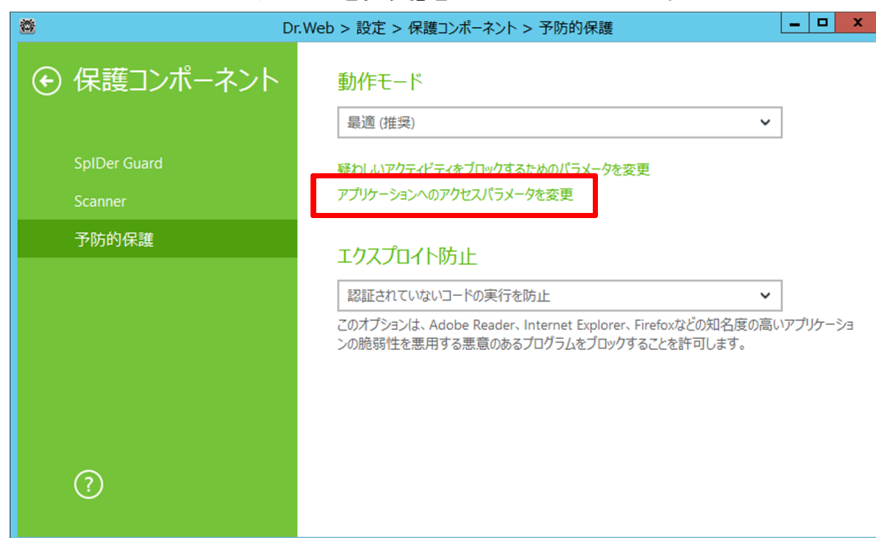 Dr.Web > 設定 > 保護コンポーネント > 予防的保護
保護コンポーネント
SpIDer Guard
Scanner
予防的保護
動作モード
最適 (推奨)
疑わしいアクティビティをブロックするためのパラメータを変更
アプリケーションへのアクセスパラメータを変更
エクスプロイト防止
認証されていないコードの実行を防止
このオプションは、Adobe Reader、Internet Explorer、Firefoxなどの知名度の高いアプリケーショ
ンの脆弱性を悪用する悪意のあるプログラムをブロックすることを許可します。
?